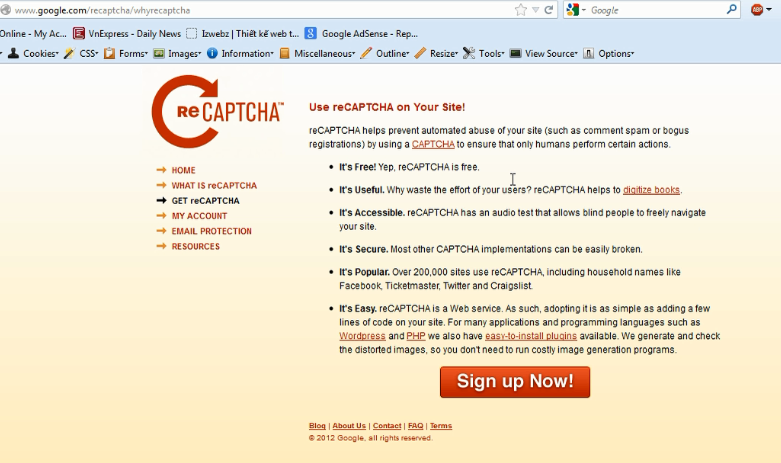 www.google.com/recaptcha/whyrecaptcha
Google
ABP
Online - My Ac...
VnExpress - Daily News
Izwebz | Thiết kế web t...
Google AdSense - Rep...
Cookies
CSS
Forms
Images
Information
Miscellaneous
Outline
Resize
Tools
View Source
Options
reCAPTCHA™
HOME
WHAT IS reCAPTCHA
GET reCAPTCHA
MY ACCOUNT
EMAIL PROTECTION
RESOURCES
Use reCAPTCHA on Your Site!
reCAPTCHA helps prevent automated abuse of your site (such as comment spam or bogus
registrations) by using a CAPTCHA to ensure that only humans perform certain actions.
It's Free! Yep, reCAPTCHA is free.
It's Useful. Why waste the effort of your users? reCAPTCHA helps to digitize books.
It's Accessible. reCAPTCHA has an audio test that allows blind people to freely navigate
your site.
It's Secure. Most other CAPTCHA implementations can be easily broken.
It's Popular. Over 200,000 sites use reCAPTCHA, including household names like
Facebook, Ticketmaster, Twitter and Craigslist.
It's Easy. reCAPTCHA is a Web service. As such, adopting it is as simple as adding a few
lines of code on your site. For many applications and programming languages such as
Wordpress and PHP we also have easy-to-install plugins available. We generate and check
the distorted images, so you don't need to run costly image generation programs.
Sign up Now!
Blog | About Us | Contact | FAQ | Terms
© 2012 Google, all rights reserved.